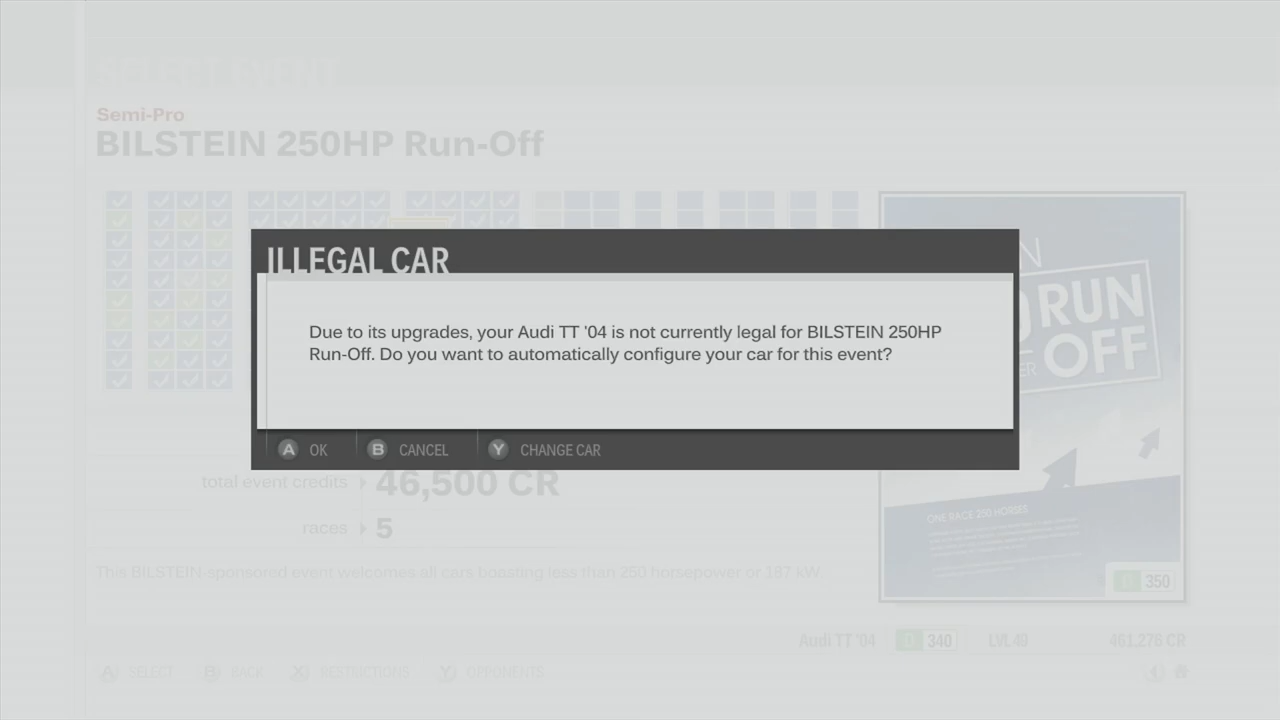 SELECT EVENT
Semi-Pro
BILSTEIN 250HP Run-Off
ILLEGAL CAR
Due to its upgrades, your Audi TT '04 is not currently legal for BILSTEIN 250HP
Run-Off. Do you want to automatically configure your car for this event?
A OK B CANCEL Y CHANGE CAR
RUN
OFF
ONE RACE 250 HORSES
D 350
total event credits 46,500 CR
races 5
This BILSTEIN-sponsored event welcomes all cars boasting less than 250 horsepower or 187 kW.
Audi TT '04 D 340 LVL49 461,278 CR
A SELECT B BACK X RESTRICTIONS Y OPPONENTS